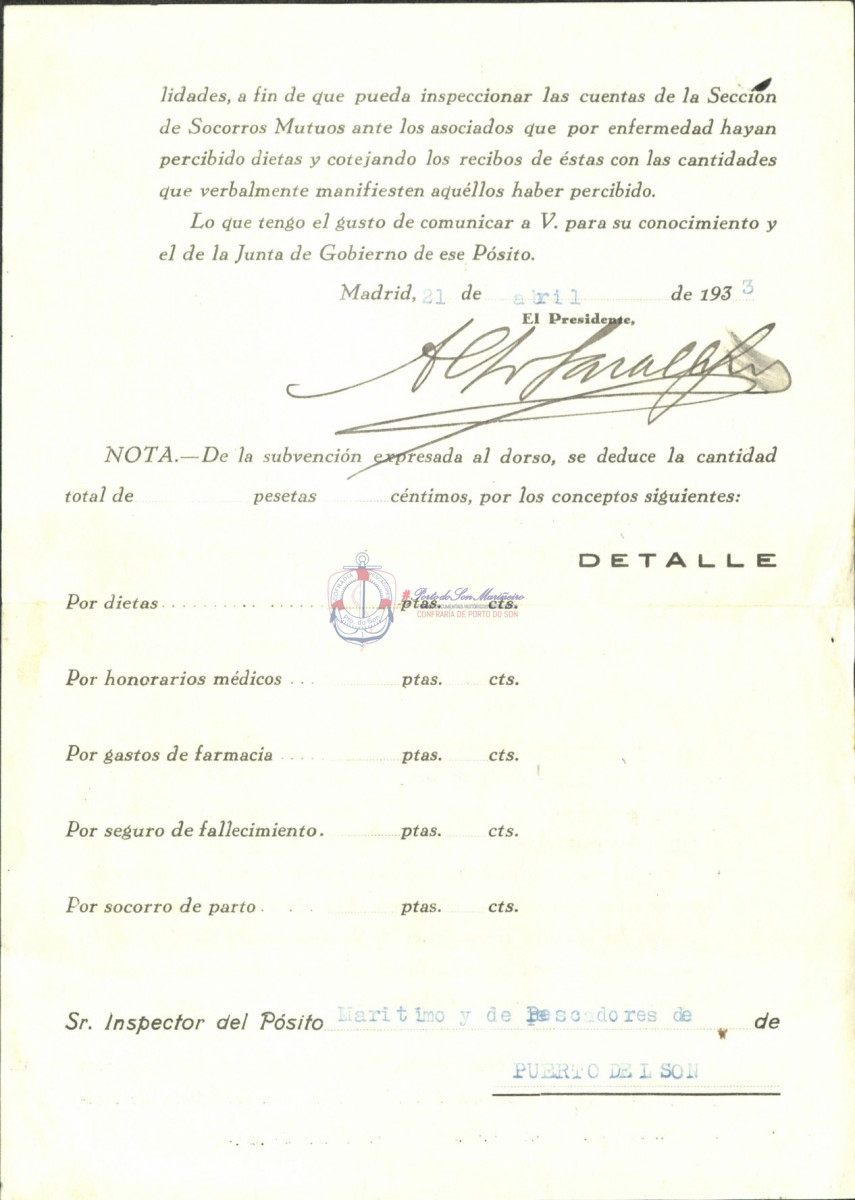 lidades, a fin de que pueda inspeccionar las cuentas de la Sección
de Socorros Mutuos ante los asociados que por enfermedad hayan
percibido dietas y cotejando los recibos de éstas con las cantidades
que verbalmente manifiesten aquéllos haber percibido.
Lo que tengo el gusto de comunicar a V. para su conocimiento y
el de la Junta de Gobierno de ese Pósito.
Madrid, 21 de abril de 1933
El Presidente,
NOTA.—De la subvención expresada al dorso, se deduce la cantidad
total de pesetas céntimos, por los conceptos siguientes:
DETALLE
Por dietas ptas. cts.
Porto do Son Mariñeiro
CONFRARÍA DE PORTO DO SON
Por honorarios médicos ptas. cts.
Por gastos de farmacia ptas. cts.
Por seguro de fallecimiento. ptas. cts.
Por socorro de parto ptas. cts.
Sr. Inspector del Pósito Maritimo y de Pescadores de de
PUERTO DEL SON